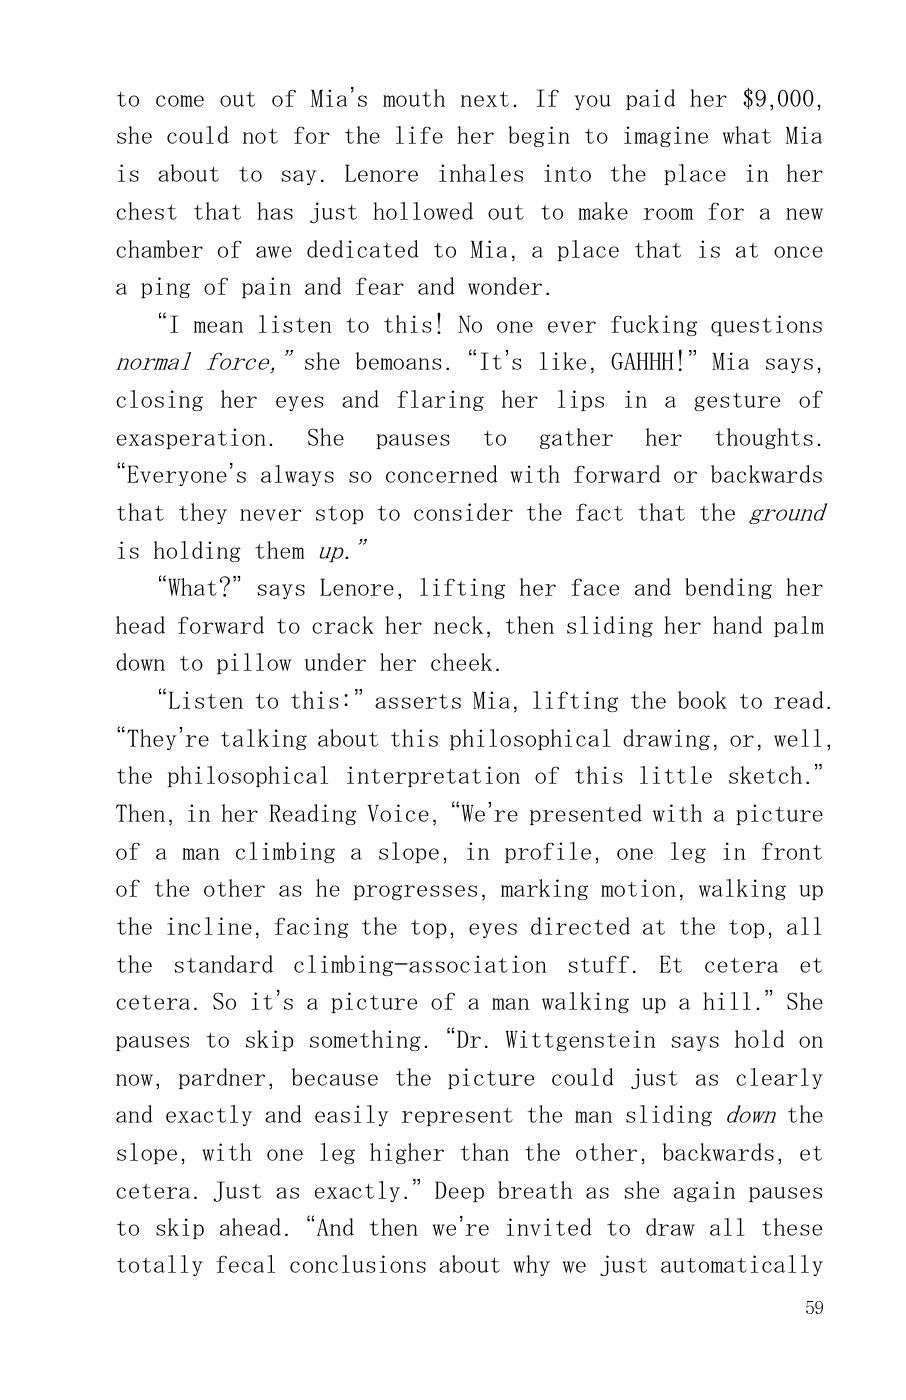 to come out of Mia’s mouth next. If you paid her $9,000,
she could not for the life her begin to imagine what Mia
is about to say. Lenore inhales into the place in her
chest that has just hollowed out to make room for a new
chamber of awe dedicated to Mia, a place that is at once
a ping of pain and fear and wonder.
“I mean listen to this! No one ever fucking questions
normal force,” she bemoans. “It’s like, GAHHH!” Mia says,
closing her eyes and flaring her lips in a gesture of
exasperation. She pauses to gather her thoughts.
“Everyone’s always so concerned with forward or backwards
that they never stop to consider the fact that the ground
is holding them up.”
“What?” says Lenore, lifting her face and bending her
head forward to crack her neck, then sliding her hand palm
down to pillow under her cheek.
“Listen to this:” asserts Mia, lifting the book to read.
“They’re talking about this philosophical drawing, or, well,
the philosophical interpretation of this little sketch.”
Then, in her Reading Voice, “We’re presented with a picture
of a man climbing a slope, in profile, one leg in front
of the other as he progresses, marking motion, walking up
the incline, facing the top, eyes directed at the top, all
the standard climbing—association stuff. Et cetera et
cetera. So it’s a picture of a man walking up a hill.” She
pauses to skip something. “Dr. Wittgenstein says hold on
now, pardner, because the picture could just as clearly
and exactly and easily represent the man sliding down the
slope, with one leg higher than the other, backwards, et
cetera. Just as exactly.” Deep breath as she again pauses
to skip ahead. “And then we’re invited to draw all these
totally fecal conclusions about why we just automatically
59